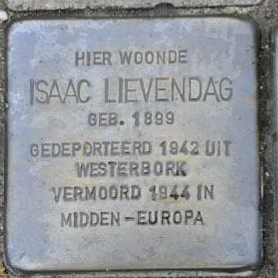 HIER WOONDE
ISAAC LIEVENDAG
GEB. 1899
GEDEPORTEERD 1942 UIT
WESTERBORK
VERMOORD 1944 IN
MIDDEN-EUROPA